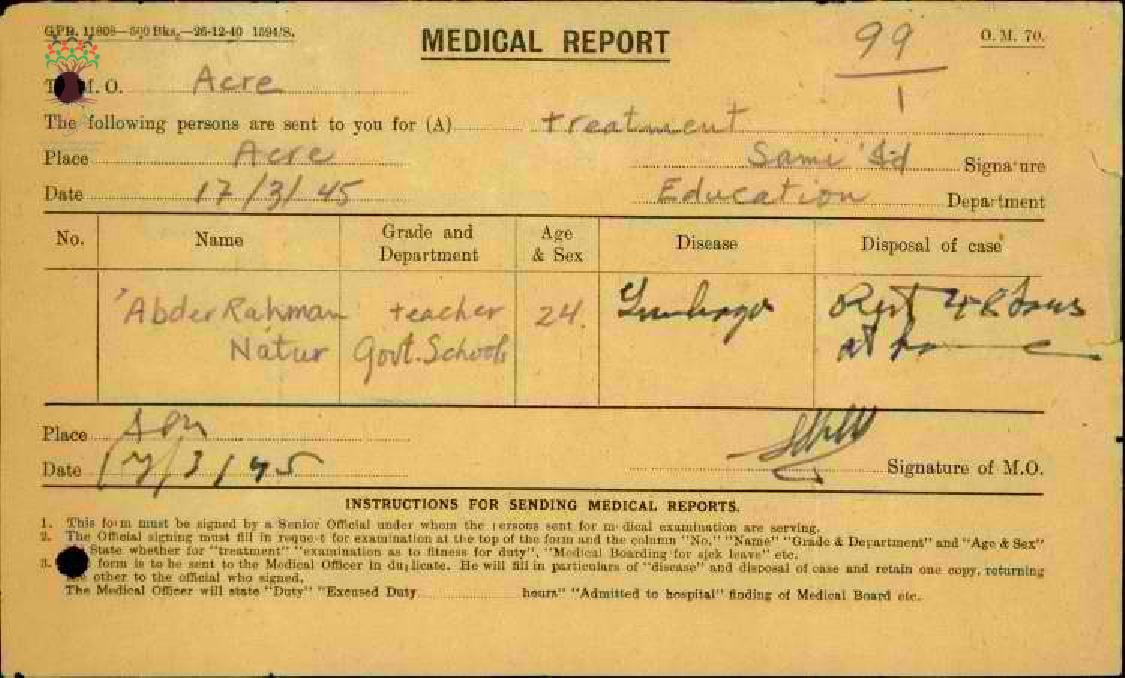 G.P.P. 11808—500 Bks.—26-12-40 1594/S.
MEDICAL REPORT
99
1
O. M. 70.
M. O. Acre
The following persons are sent to you for (A) treatment
Place Acre Sami Signature
Date 17/3/45 Education Department
No. Name Grade and Department Age & Sex Disease Disposal of case
'Abder Rahman teacher 24. Lumbago Rest 48 hours
Natur Govt. Schools at
Place
Date 17/3/45 Signature of M.O.
INSTRUCTIONS FOR SENDING MEDICAL REPORTS.
1. This form must be signed by a Senior Official under whom the persons sent for medical examination are serving.
2. The Official signing must fill in request for examination at the top of the form and the column "No." "Name" "Grade & Department" and "Age & Sex"
State whether for "treatment" "examination as to fitness for duty", "Medical Boarding for sick leave" etc.
3. form is to be sent to the Medical Officer in duplicate. He will fill in particulars of "disease" and disposal of case and retain one copy, returning
other to the official who signed.
The Medical Officer will state "Duty" "Excused Duty hours" "Admitted to hospital" finding of Medical Board etc.